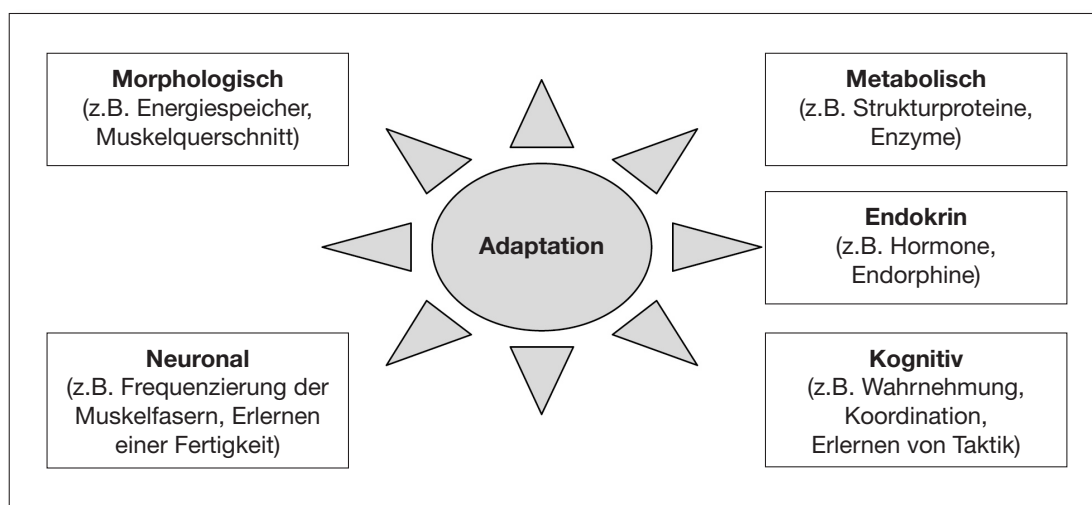 Morphologisch
(z.B. Energiespeicher,
Muskelquerschnitt)
Metabolisch
(z.B. Strukturproteine,
Enzyme)
Adaptation
Endokrin
(z.B. Hormone,
Endorphine)
Neuronal
(z.B. Frequenzierung der
Muskelfasern, Erlernen
einer Fertigkeit)
Kognitiv
(z.B. Wahrnehmung,
Koordination,
Erlernen von Taktik)